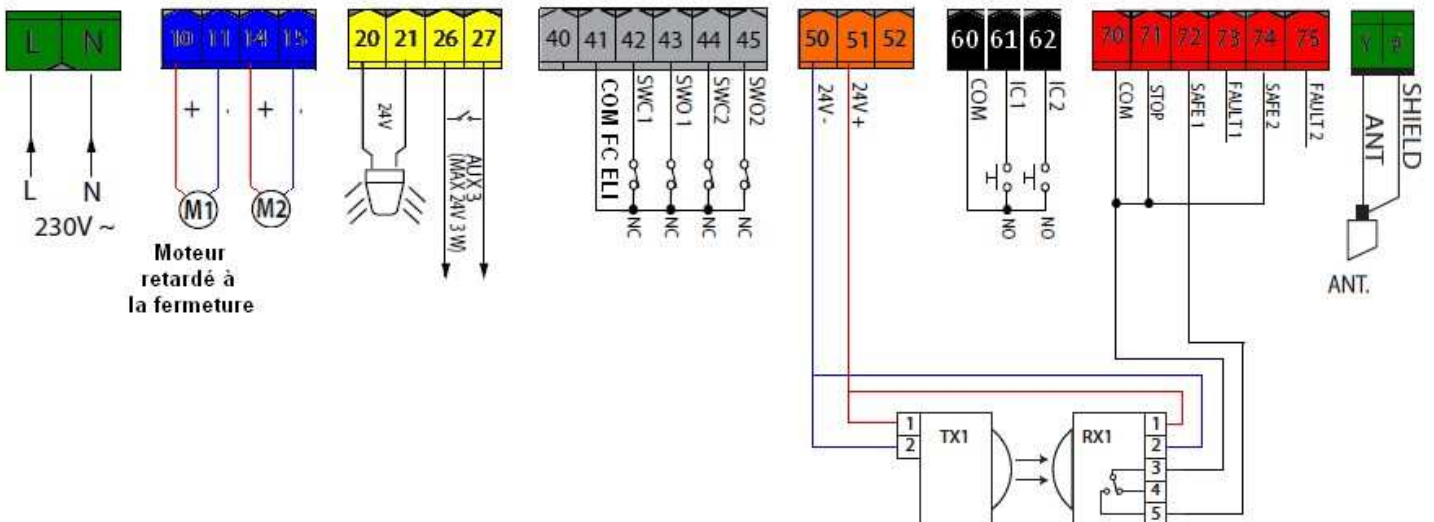 L N
10 11 14 15
20 21 26 27
40 41 42 43 44 45
50 51 52
60 61 62
70 71 72 73 74 75
Y #
L
N
230V ~
+ - + -
M1
M2
Moteur
retardé à
la fermeture
24V
AUX 3
(MAX 24V 3 W)
COM FC ELI
SWC1
SWO1
SWC2
SWO2
NC
NC
NC
NC
24V -
24V +
COM
IC1
IC2
NO
NO
COM
STOP
SAFE 1
FAULT 1
SAFE 2
FAULT 2
ANT
SHIELD
ANT.
1
2
TX1
RX1
1
2
3
4
5